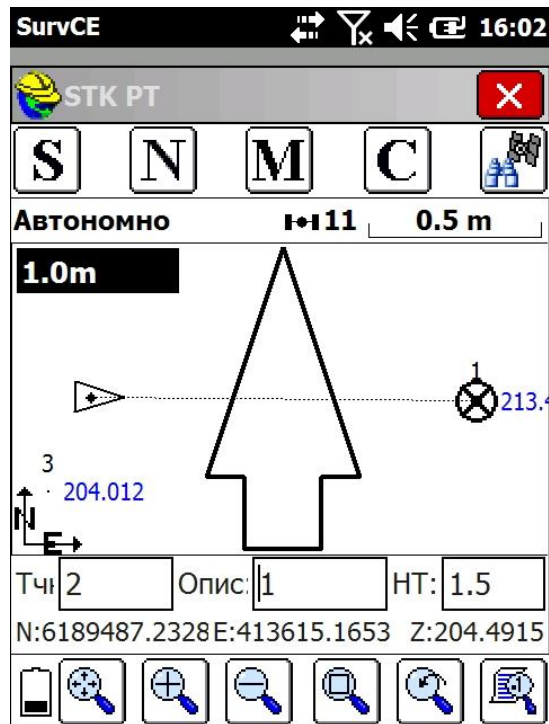 SurvCE 16:02
STK PT
S N M C
Автономно 11 0.5 m
1.0m
1
213.4
3
204.012
N
E
Тчк 2 Опис: 1 HT: 1.5
N:6189487.2328 E:413615.1653 Z:204.4915